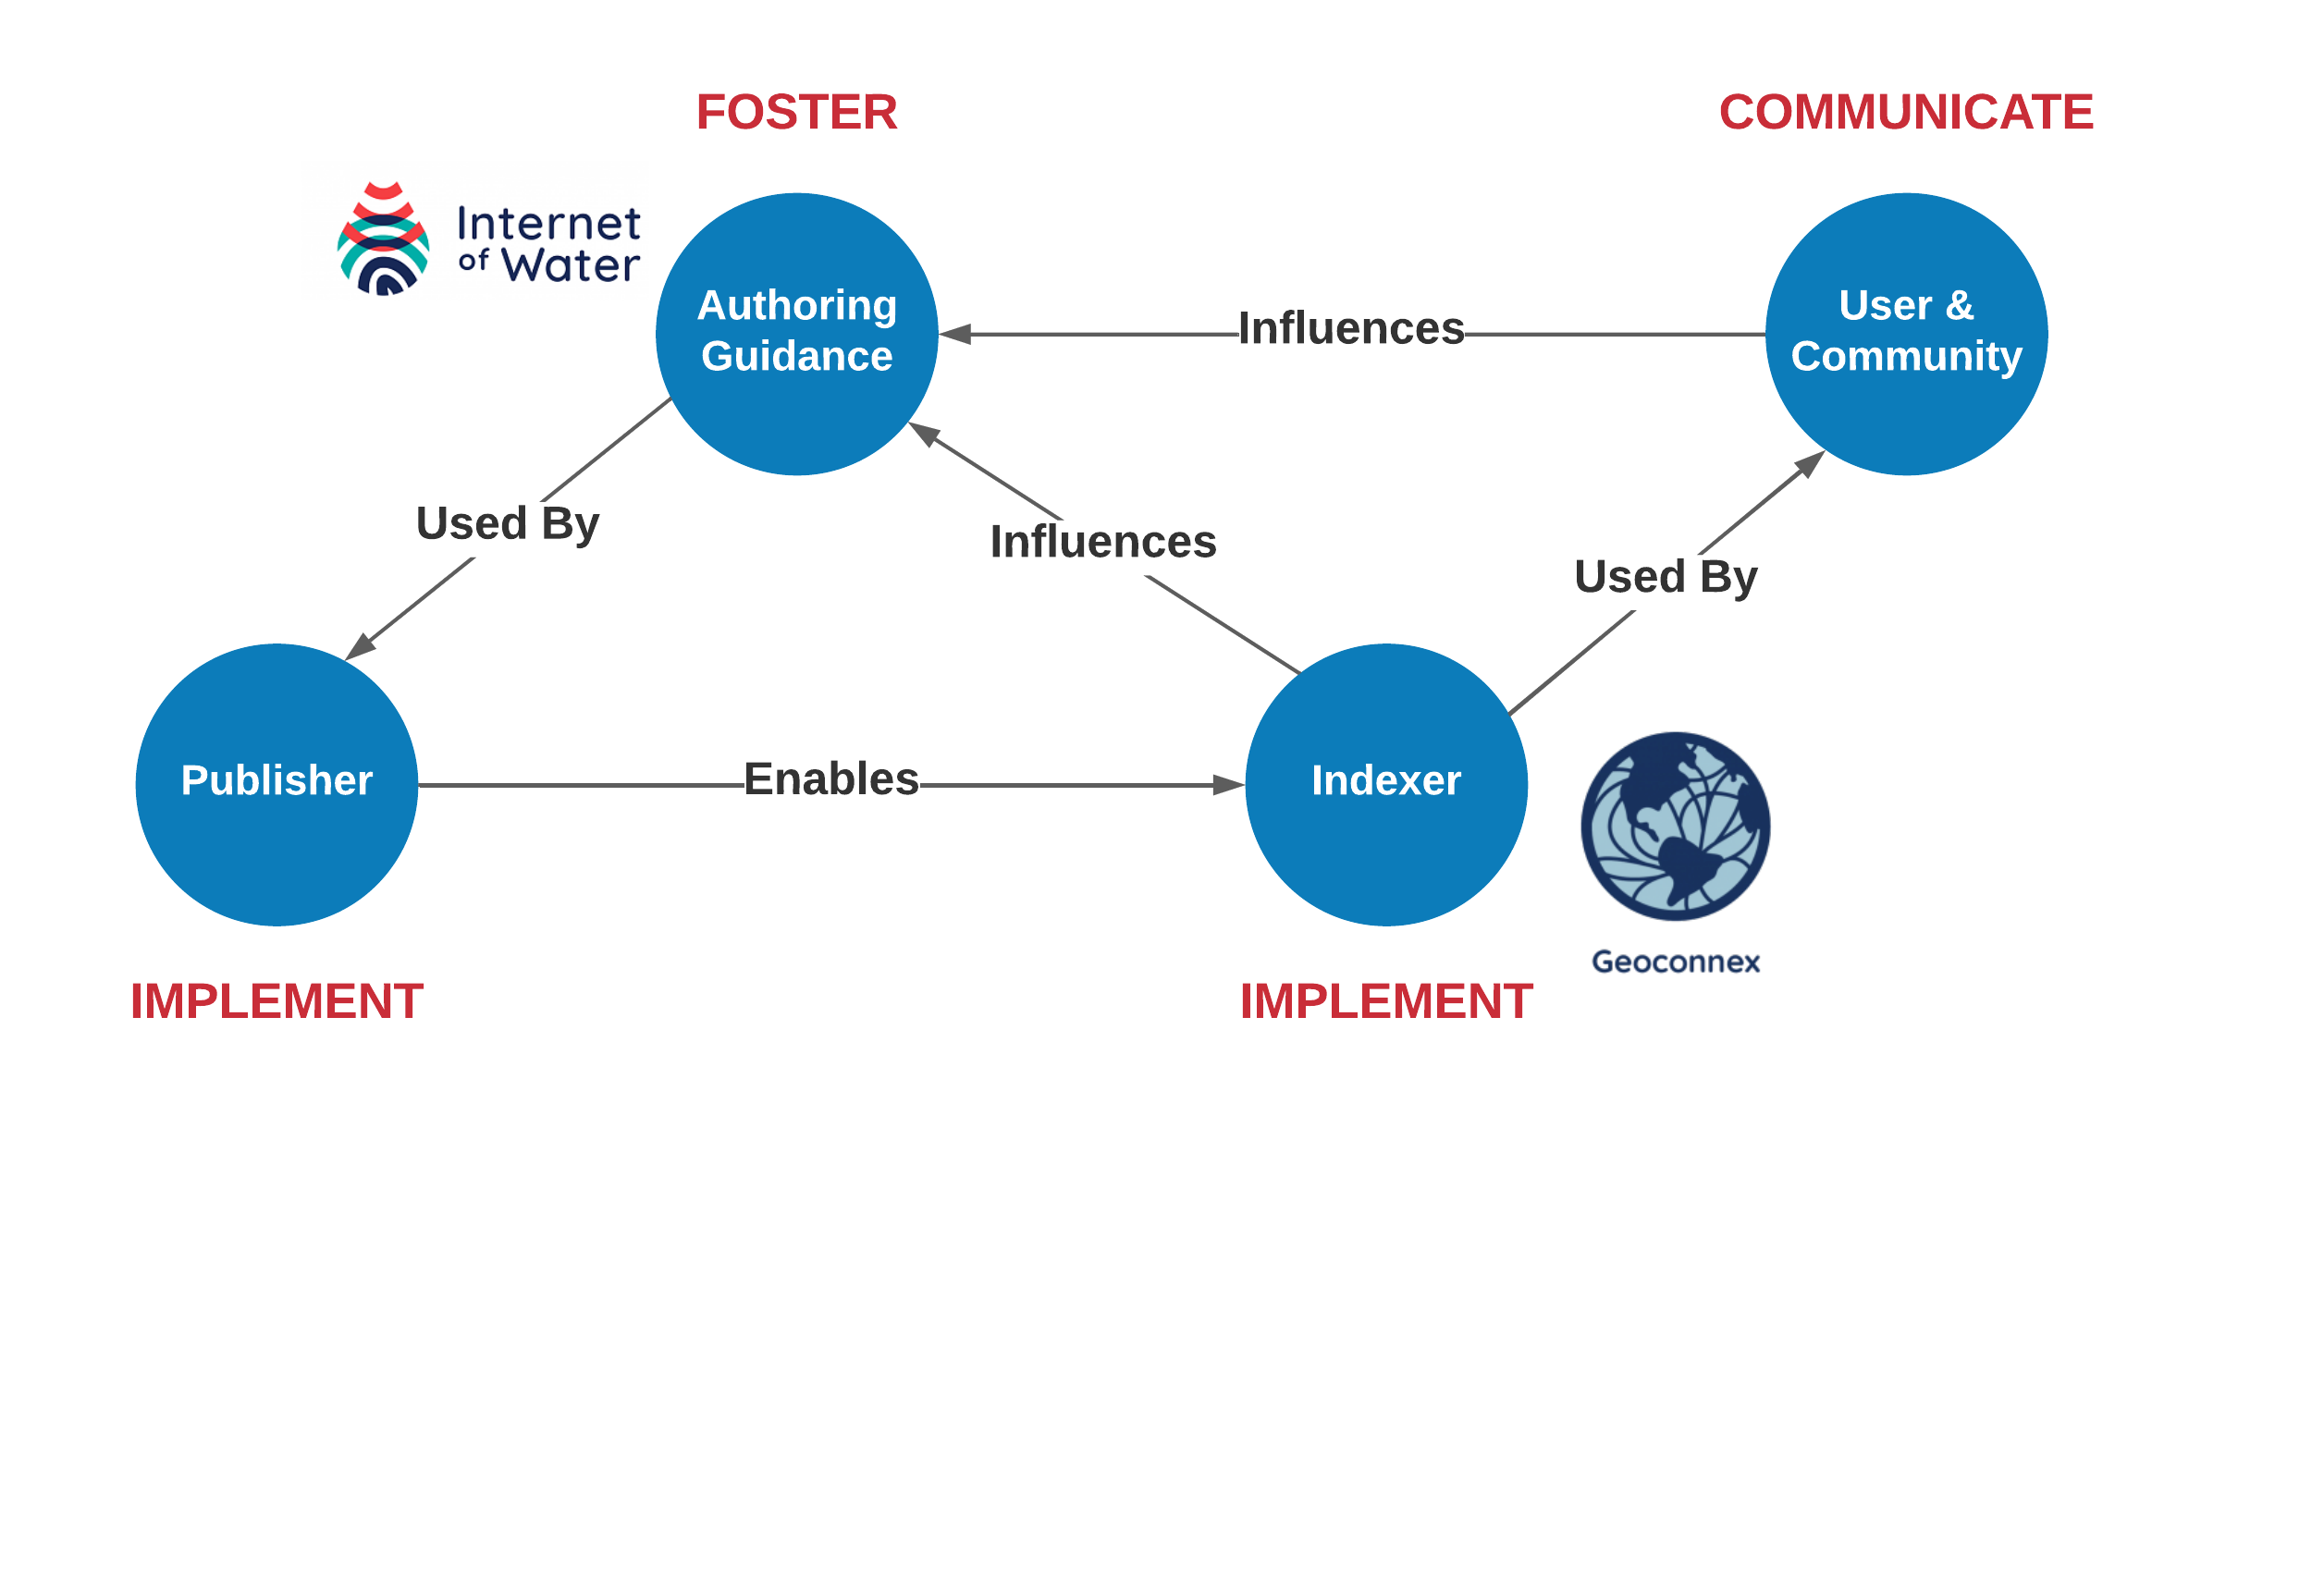 FOSTER
COMMUNICATE
Internet
of Water
Authoring
Guidance
Influences
User &
Community
Used By
Influences
Used By
Publisher
Enables
Indexer
Geoconnex
IMPLEMENT
IMPLEMENT